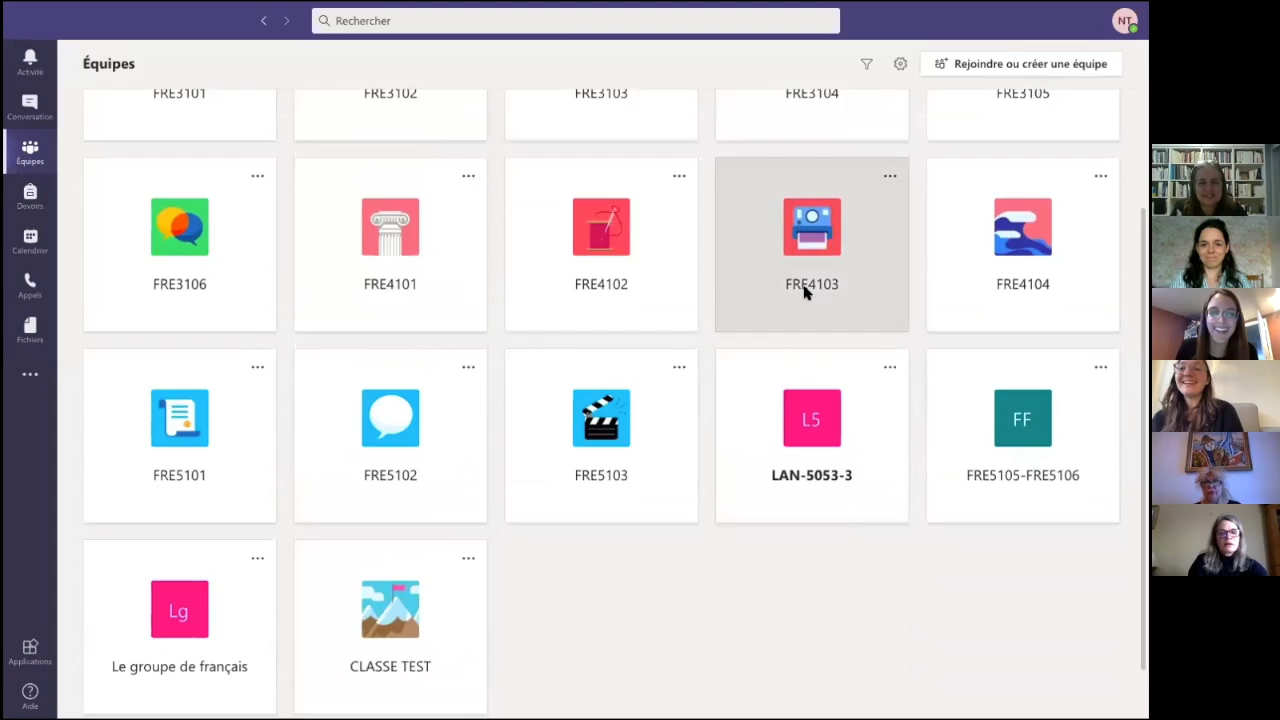 Rechercher
NT
Activité
Conversation
Équipes
Devoirs
Calendrier
Appels
Fichiers
Applications
Aide
Équipes
Rejoindre ou créer une équipe
FRE3101
FRE3102
FRE3103
FRE3104
FRE3105
FRE3106
FRE4101
FRE4102
FRE4103
FRE4104
FRE5101
FRE5102
FRE5103
L5
LAN-5053-3
FF
FRE5105-FRE5106
Lg
Le groupe de français
CLASSE TEST